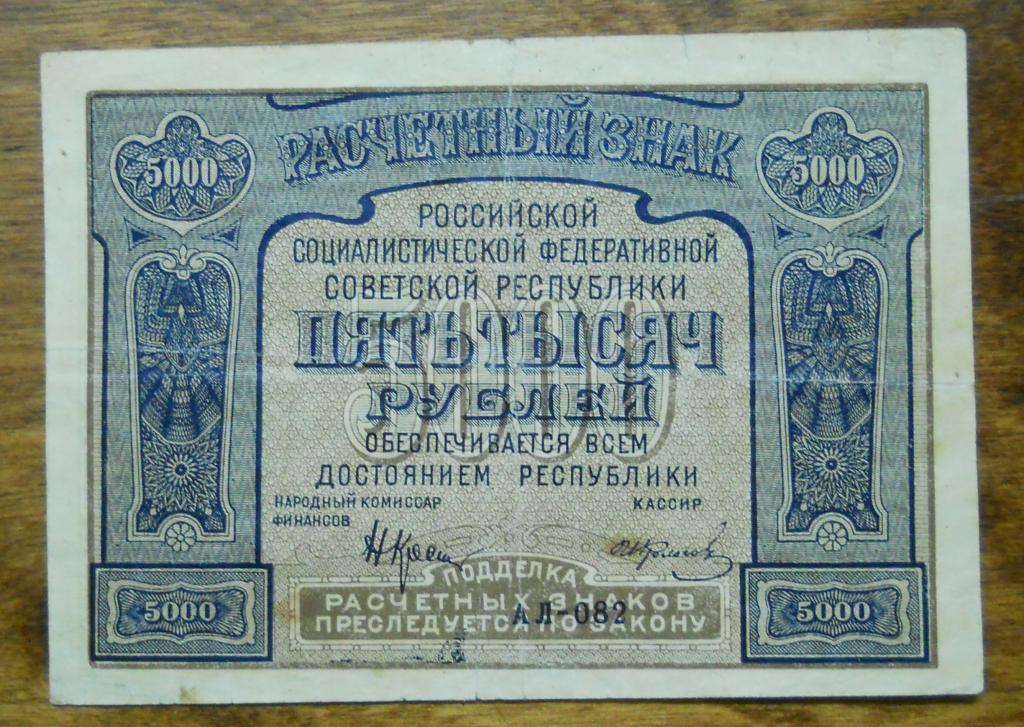 5000 РАСЧЕТНЫЙ ЗНАК 5000
РОССИЙСКОЙ
СОЦИАЛИСТИЧЕСКОЙ ФЕДЕРАТИВНОЙ
СОВЕТСКОЙ РЕСПУБЛИКИ
5000
ПЯТЬ ТЫСЯЧ
РУБЛЕЙ
ОБЕСПЕЧИВАЕТСЯ ВСЕМ
ДОСТОЯНИЕМ РЕСПУБЛИКИ
НАРОДНЫЙ КОМИССАР КАССИР
ФИНАНСОВ
ПОДДЕЛКА
РАСЧЕТНЫХ ЗНАКОВ
ПРЕСЛЕДУЕТСЯ ПО ЗАКОНУ
АЛ-082
5000 5000